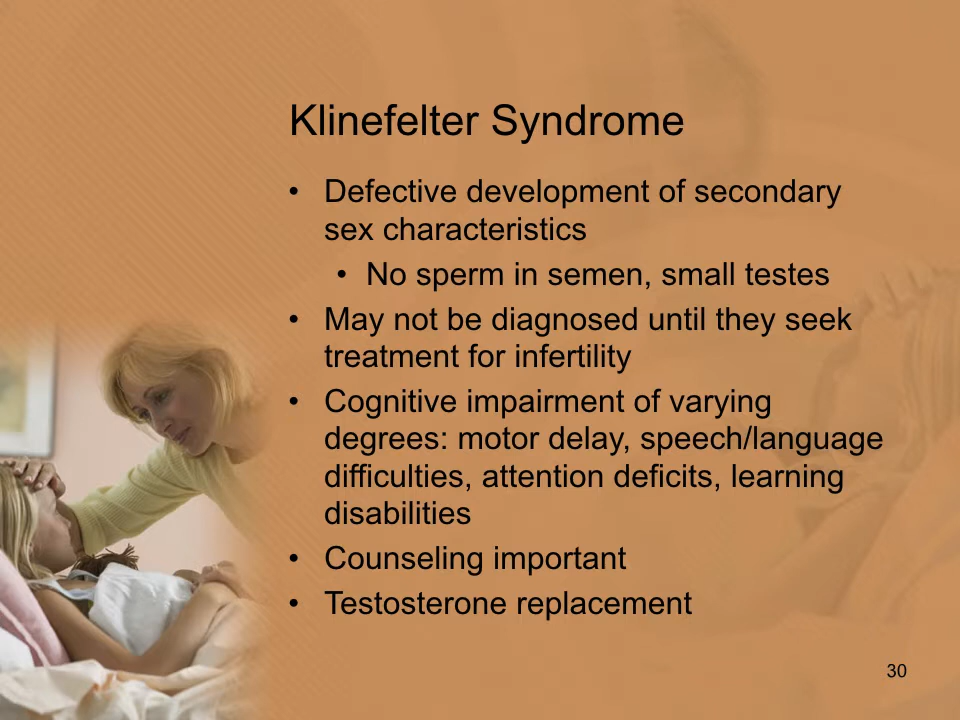 Klinefelter Syndrome
• Defective development of secondary
sex characteristics
• No sperm in semen, small testes
• May not be diagnosed until they seek
treatment for infertility
• Cognitive impairment of varying
degrees: motor delay, speech/language
difficulties, attention deficits, learning
disabilities
• Counseling important
• Testosterone replacement
30